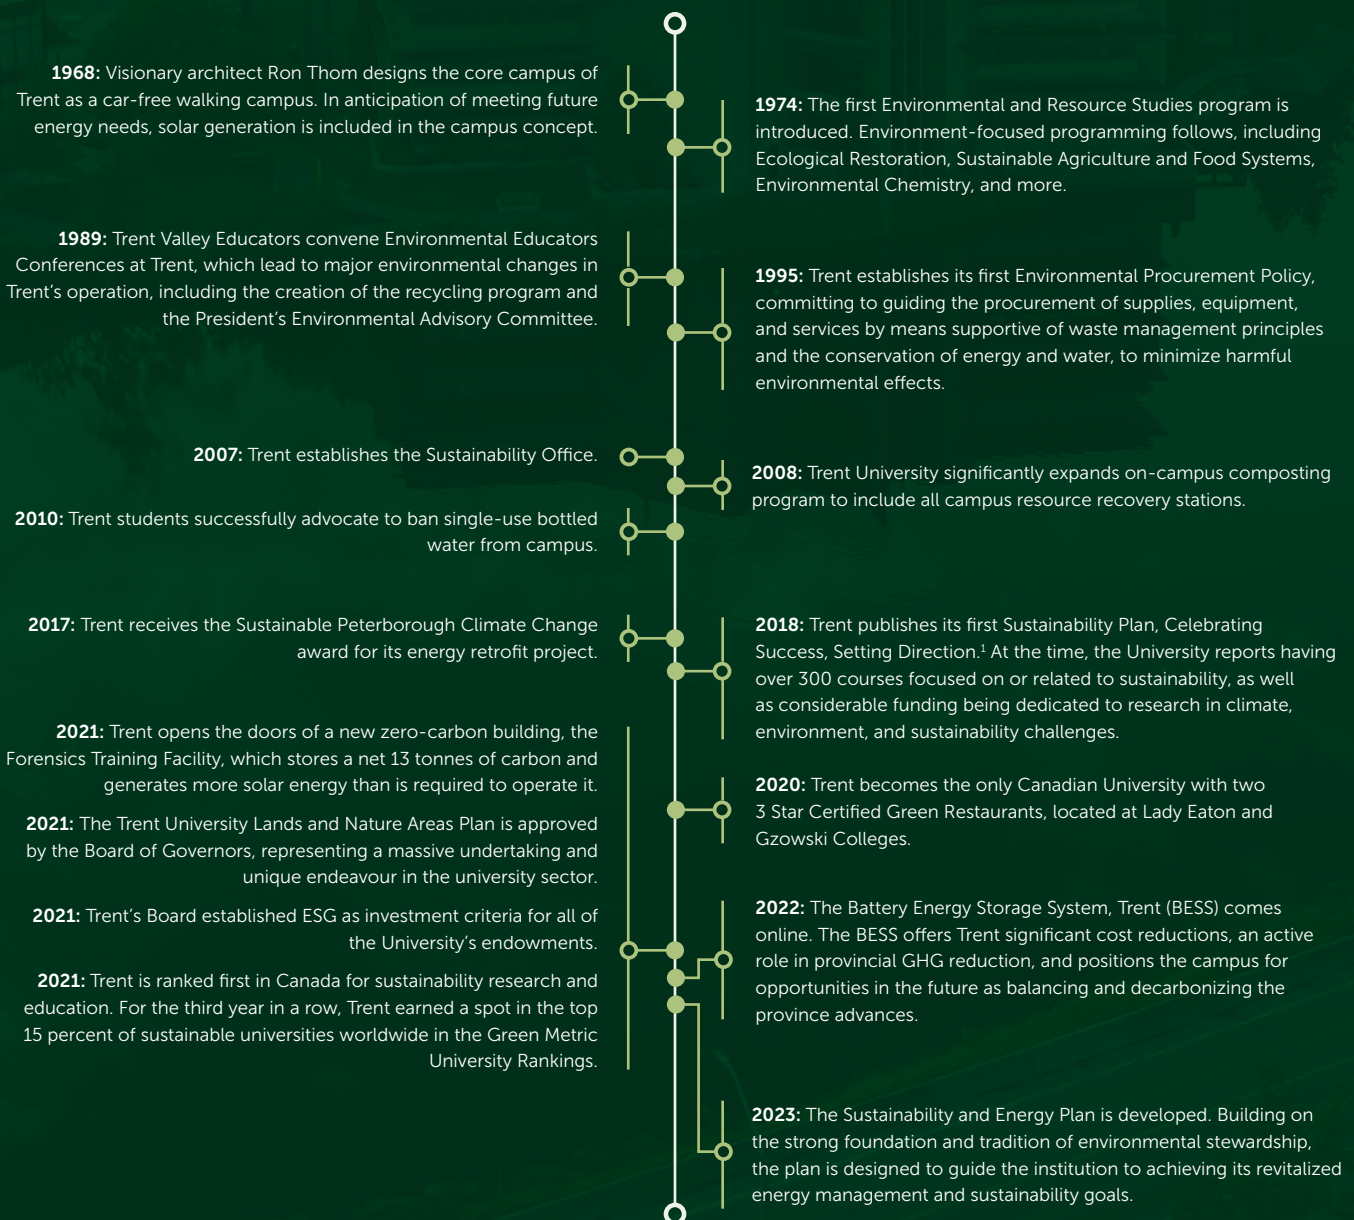 1968: Visionary architect Ron Thom designs the core campus of
Trent as a car-free walking campus. In anticipation of meeting future
energy needs, solar generation is included in the campus concept.
1974: The first Environmental and Resource Studies program is
introduced. Environment-focused programming follows, including
Ecological Restoration, Sustainable Agriculture and Food Systems,
Environmental Chemistry, and more.
1989: Trent Valley Educators convene Environmental Educators
Conferences at Trent, which lead to major environmental changes in
Trent's operation, including the creation of the recycling program and
the President's Environmental Advisory Committee.
1995: Trent establishes its first Environmental Procurement Policy,
committing to guiding the procurement of supplies, equipment,
and services by means supportive of waste management principles
and the conservation of energy and water, to minimize harmful
environmental effects.
2007: Trent establishes the Sustainability Office.
2008: Trent University significantly expands on-campus composting
program to include all campus resource recovery stations.
2010: Trent students successfully advocate to ban single-use bottled
water from campus.
2017: Trent receives the Sustainable Peterborough Climate Change
award for its energy retrofit project.
2018: Trent publishes its first Sustainability Plan, Celebrating
Success, Setting Direction.¹ At the time, the University reports having
over 300 courses focused on or related to sustainability, as well
as considerable funding being dedicated to research in climate,
environment, and sustainability challenges.
2020: Trent becomes the only Canadian University with two
3 Star Certified Green Restaurants, located at Lady Eaton and
Gzowski Colleges.
2021: Trent opens the doors of a new zero-carbon building, the
Forensics Training Facility, which stores a net 13 tonnes of carbon and
generates more solar energy than is required to operate it.
2021: The Trent University Lands and Nature Areas Plan is approved
by the Board of Governors, representing a massive undertaking and
unique endeavour in the university sector.
2021: Trent's Board established ESG as investment criteria for all of
the University's endowments.
2021: Trent is ranked first in Canada for sustainability research and
education. For the third year in a row, Trent earned a spot in the top
15 percent of sustainable universities worldwide in the Green Metric
University Rankings.
2022: The Battery Energy Storage System, Trent (BESS) comes
online. The BESS offers Trent significant cost reductions, an active
role in provincial GHG reduction, and positions the campus for
opportunities in the future as balancing and decarbonizing the
province advances.
2023: The Sustainability and Energy Plan is developed. Building on
the strong foundation and tradition of environmental stewardship,
the plan is designed to guide the institution to achieving its revitalized
energy management and sustainability goals.